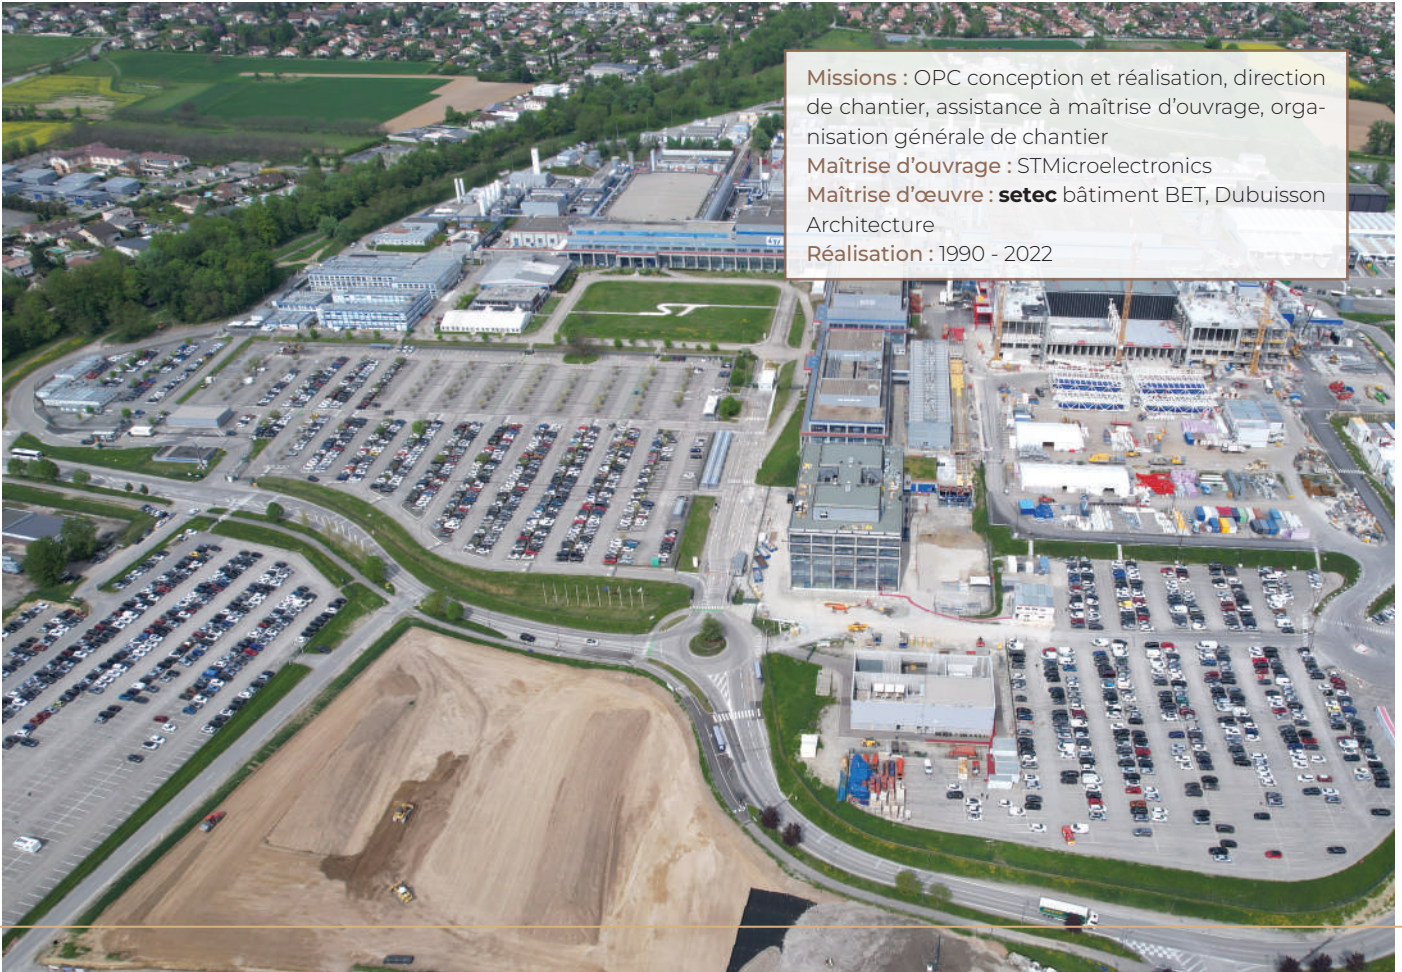 Missions : OPC conception et réalisation, direction
de chantier, assistance à maîtrise d'ouvrage, orga-
nisation générale de chantier
Maîtrise d'ouvrage : STMicroelectronics
Maîtrise d'œuvre : setec bâtiment BET, Dubuisson
Architecture
Réalisation : 1990 - 2022
ST